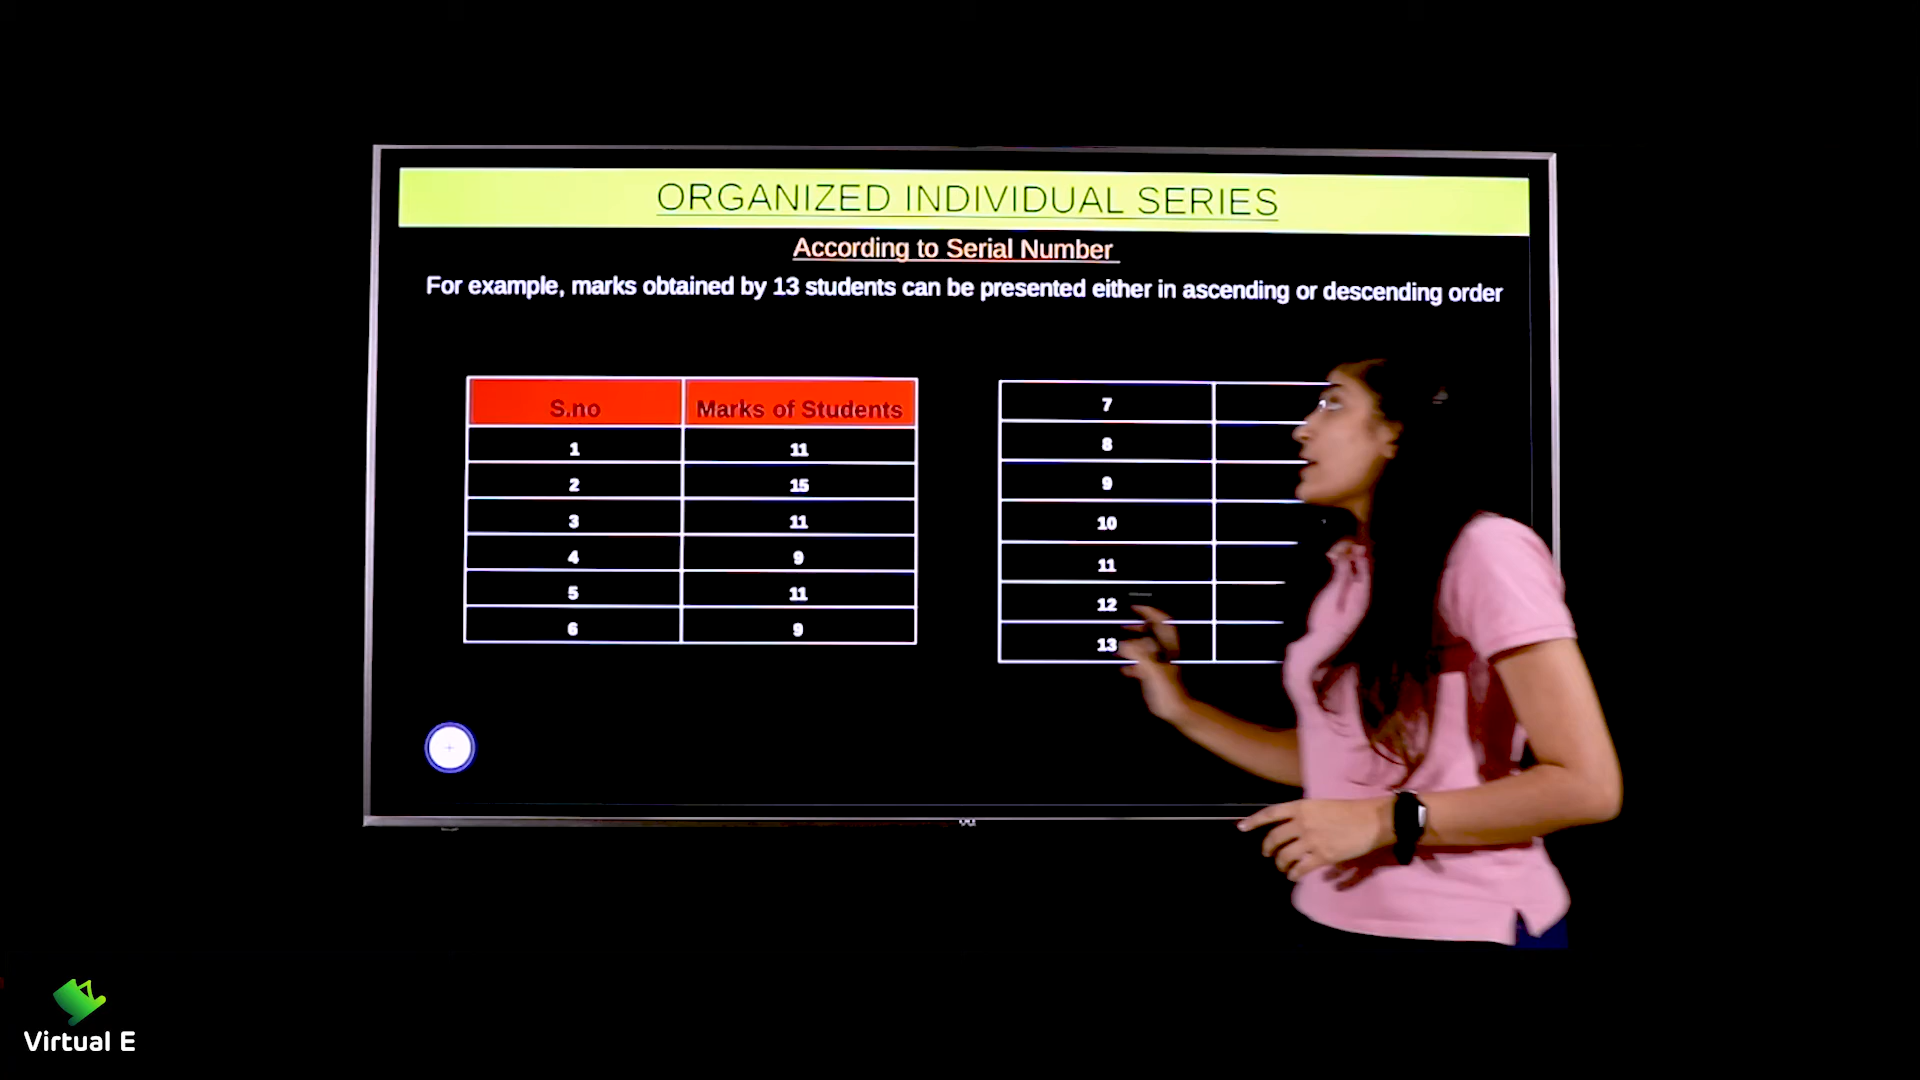 ORGANIZED INDIVIDUAL SERIES
According to Serial Number
For example, marks obtained by 13 students can be presented either in ascending or descending order
S.no Marks of Students
1 11
2 15
3 11
4 9
5 11
6 9
7
8
9
10
11
12
13
Virtual E